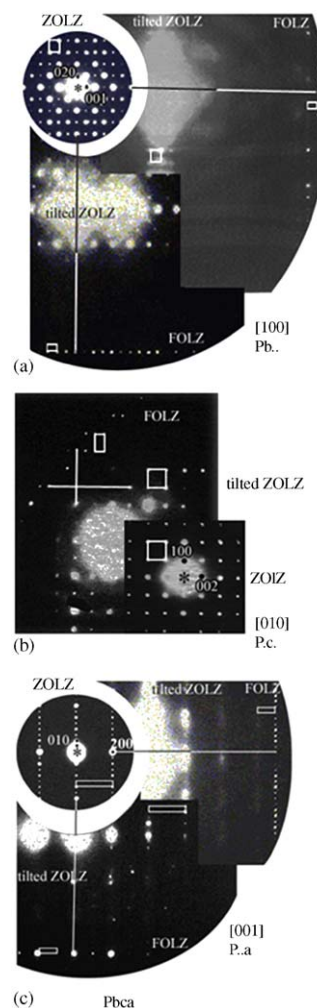 ZOLZ
tilted ZOLZ
FOLZ
020
001
tilted ZOLZ
FOLZ
[100]
Pb..
(a)
FOLZ
tilted ZOLZ
100
ZOlZ
002
[010]
P.c.
(b)
ZOLZ
tilted ZOLZ
FOLZ
010
200
tilted ZOLZ
FOLZ
[001]
P..a
(c)
Pbca